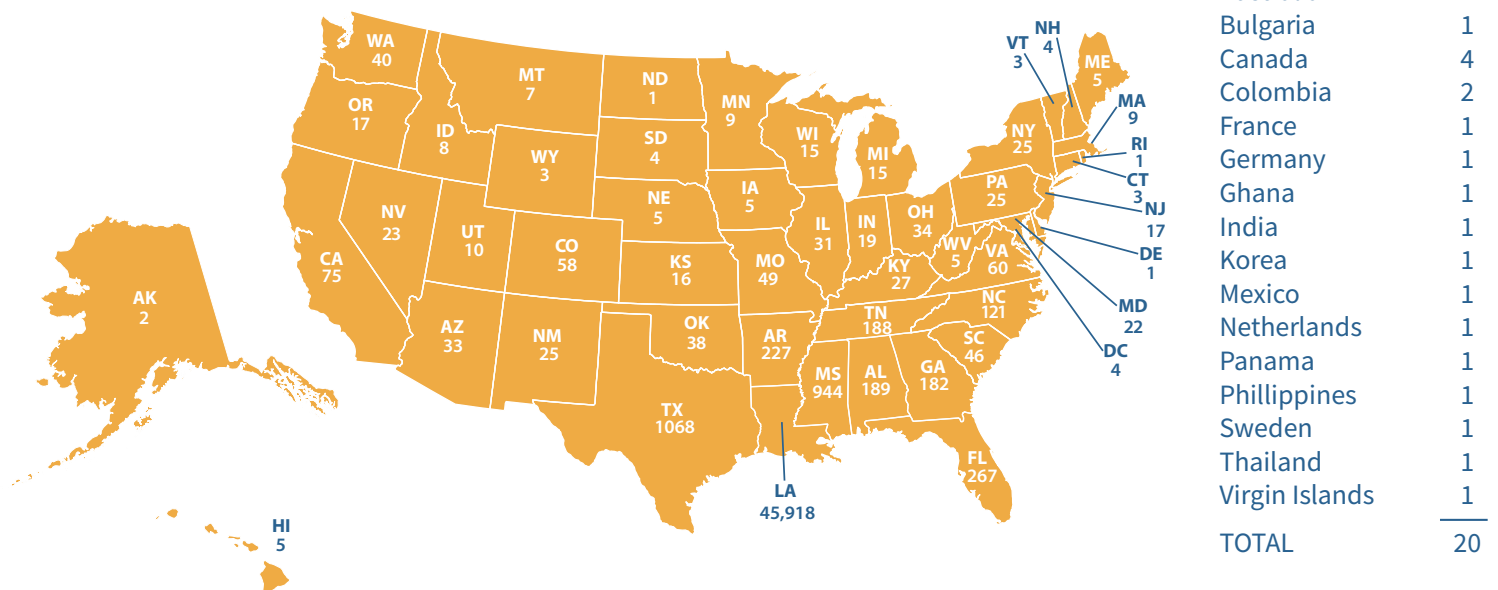 WA
40
OR
17
ID
8
MT
7
ND
1
MN
9
SD
4
WY
3
NE
5
IA
5
WI
15
MI
15
NV
23
UT
10
CO
58
KS
16
MO
49
IL
31
IN
19
OH
34
KY
27
WV
5
VA
60
PA
25
NY
25
VT
3
NH
4
ME
5
MA
9
RI
1
CT
3
NJ
17
DE
1
MD
22
DC
4
CA
75
AZ
33
NM
25
OK
38
AR
227
TN
188
NC
121
SC
46
MS
944
AL
189
GA
182
TX
1068
LA
45,918
FL
267
AK
2
HI
5
Bulgaria 1
Canada 4
Colombia 2
France 1
Germany 1
Ghana 1
India 1
Korea 1
Mexico 1
Netherlands 1
Panama 1
Phillippines 1
Sweden 1
Thailand 1
Virgin Islands 1
TOTAL 20